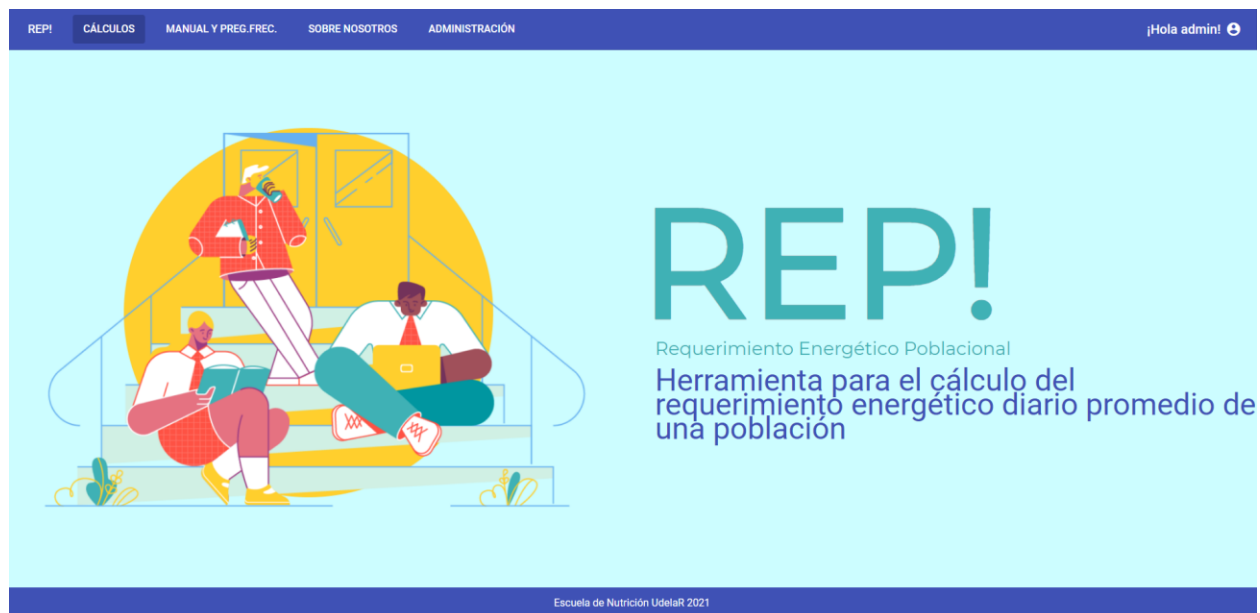 REP! CÁLCULOS MANUAL Y PREG.FREC. SOBRE NOSOTROS ADMINISTRACIÓN ¡Hola admin!
REP!
Requerimiento Energético Poblacional
Herramienta para el cálculo del
requerimiento energético diario promedio de
una población
Escuela de Nutrición UdelaR 2021